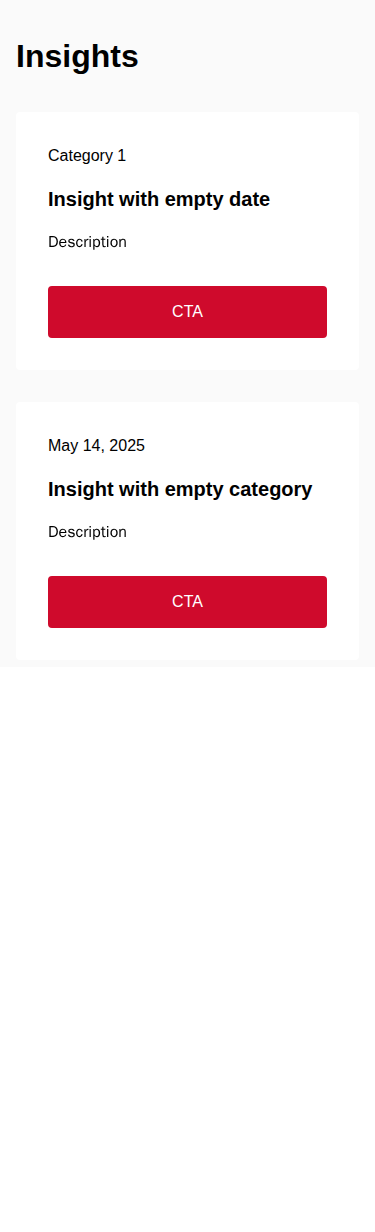 Insights
Category 1
Insight with empty date
Description
CTA
May 14, 2025
Insight with empty category
Description
CTA